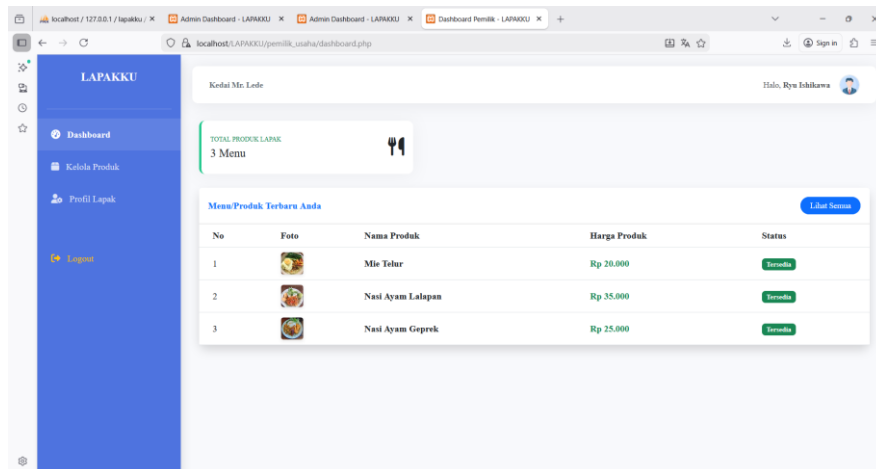 localhost / 127.0.0.1 / lapakku /
Admin Dashboard - LAPAKKU
Admin Dashboard - LAPAKKU
Dashboard Pemilik - LAPAKKU
localhost/LAPAKKU/pemilik_usaha/dashboard.php
Sign in
LAPAKKU
Kedai Mr. Lede
Halo, Ryu Ishikawa
Dashboard
Kelola Produk
Profil Lapak
Logout
TOTAL PRODUK LAPAK
3 Menu
Menu/Produk Terbaru Anda
Lihat Semua
No Foto Nama Produk Harga Produk Status
1 Mie Telur Rp 20.000 Tersedia
2 Nasi Ayam Lalapan Rp 35.000 Tersedia
3 Nasi Ayam Geprek Rp 25.000 Tersedia